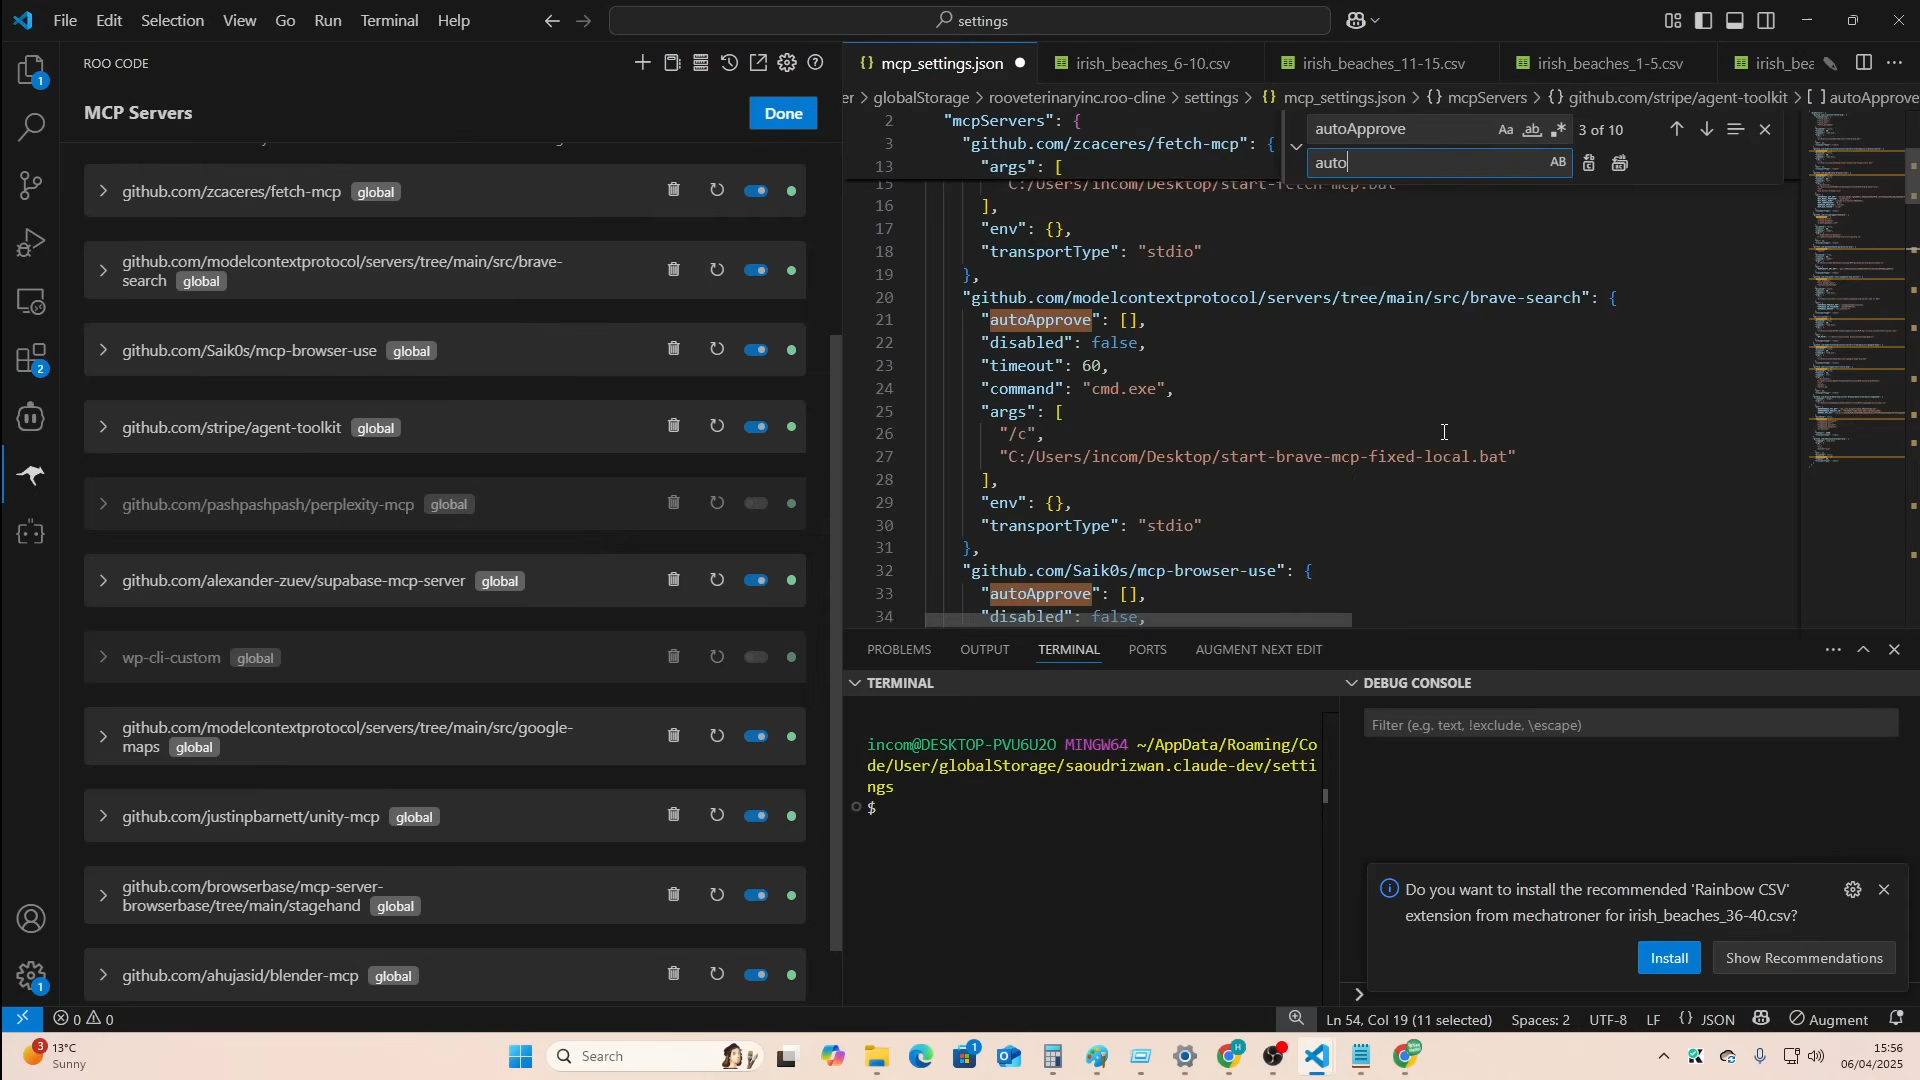 File Edit Selection View Go Run Terminal Help
settings
ROO CODE
MCP Servers
Done
github.com/zcaceres/fetch-mcp global
github.com/modelcontextprotocol/servers/tree/main/src/brave-
search global
github.com/Saik0s/mcp-browser-use global
github.com/stripe/agent-toolkit global
github.com/pashpashpash/perplexity-mcp global
github.com/alexander-zuev/supabase-mcp-server global
wp-cli-custom global
github.com/modelcontextprotocol/servers/tree/main/src/google-
maps global
github.com/justinpbarnett/unity-mcp global
github.com/browserbase/mcp-server-
browserbase/tree/main/stagehand global
github.com/ahujasid/blender-mcp global
{} mcp_settings.json irish_beaches_6-10.csv irish_beaches_11-15.csv irish_beaches_1-5.csv irish_bea
er > globalStorage > rooveterinaryinc.roo-cline > settings > {} mcp_settings.json > {} mcpServers > {} github.com/stripe/agent-toolkit > [ ] autoApprove
autoApprove Aa ab .* 3 of 10
auto AB
2 "mcpServers": {
3 "github.com/zcaceres/fetch-mcp": {
13 "args": [
15 "C:/Users/incom/Desktop/start-fetch-mcp.bat"
16 ],
17 "env": {},
18 "transportType": "stdio"
19 },
20 "github.com/modelcontextprotocol/servers/tree/main/src/brave-search": {
21 "autoApprove": [],
22 "disabled": false,
23 "timeout": 60,
24 "command": "cmd.exe",
25 "args": [
26 "/c",
27 "C:/Users/incom/Desktop/start-brave-mcp-fixed-local.bat"
28 ],
29 "env": {},
30 "transportType": "stdio"
31 },
32 "github.com/Saik0s/mcp-browser-use": {
33 "autoApprove": [],
34 "disabled": false,
PROBLEMS OUTPUT TERMINAL PORTS AUGMENT NEXT EDIT
TERMINAL
incom@DESKTOP-PVU6U2O MINGW64 ~/AppData/Roaming/Co
de/User/globalStorage/saoudrizwan.claude-dev/setti
ngs
$
DEBUG CONSOLE
Filter (e.g. text, !exclude, \escape)
Do you want to install the recommended 'Rainbow CSV'
extension from mechatroner for irish_beaches_36-40.csv?
Install Show Recommendations
0 0 Ln 54, Col 19 (11 selected) Spaces: 2 UTF-8 LF {} JSON Augment
13°C
Sunny
Search
15:56
06/04/2025